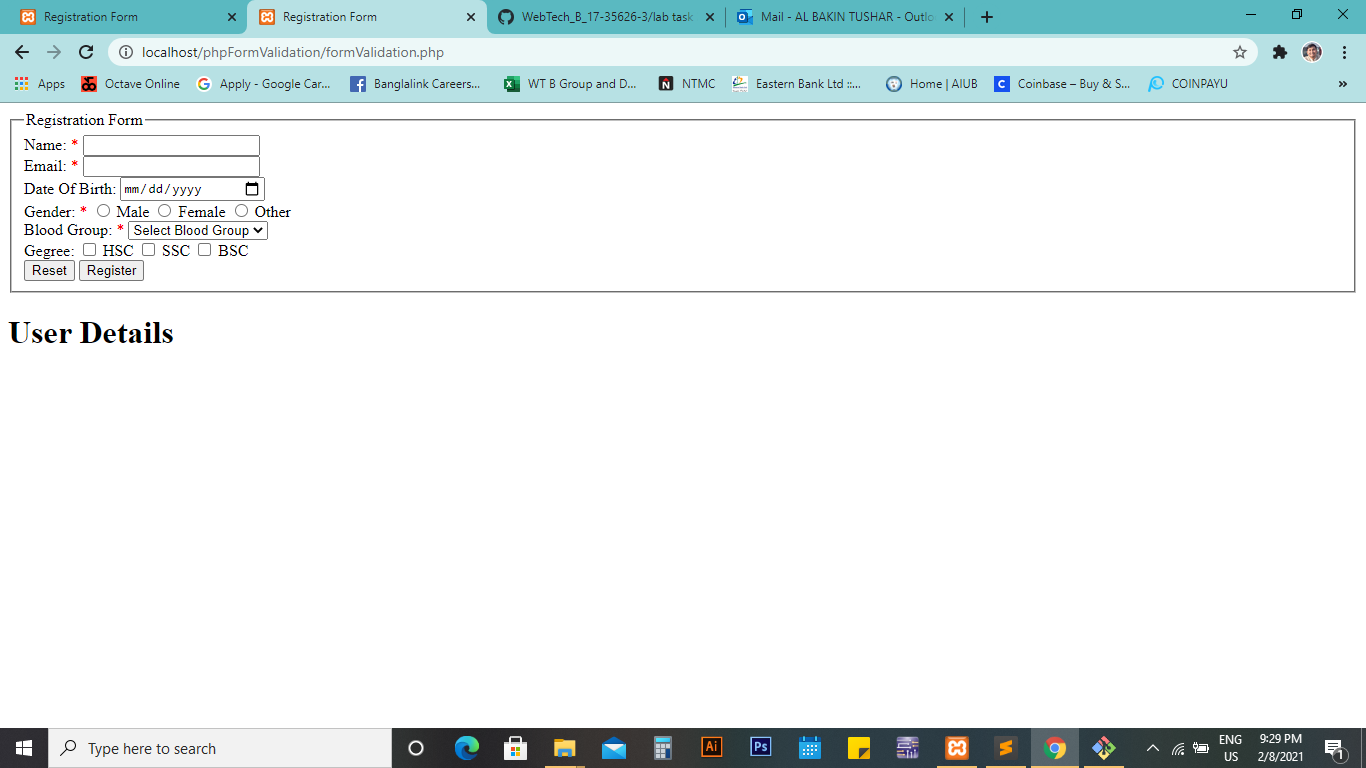 Registration Form
Registration Form
WebTech_B_17-35626-3/lab task
Mail - AL BAKIN TUSHAR - Outlo
localhost/phpFormValidation/formValidation.php
Apps
Octave Online
Apply - Google Car...
Banglalink Careers...
WT B Group and D...
NTMC
Eastern Bank Ltd ::...
Home | AIUB
Coinbase – Buy & S...
COINPAYU
»
Registration Form
Name: *
Email: *
Date Of Birth: mm/dd/yyyy
Gender: * Male Female Other
Blood Group: * Select Blood Group
Gegree: HSC SSC BSC
Reset Register
User Details
Type here to search
Ai
Ps
ENG
US
9:29 PM
2/8/2021
1